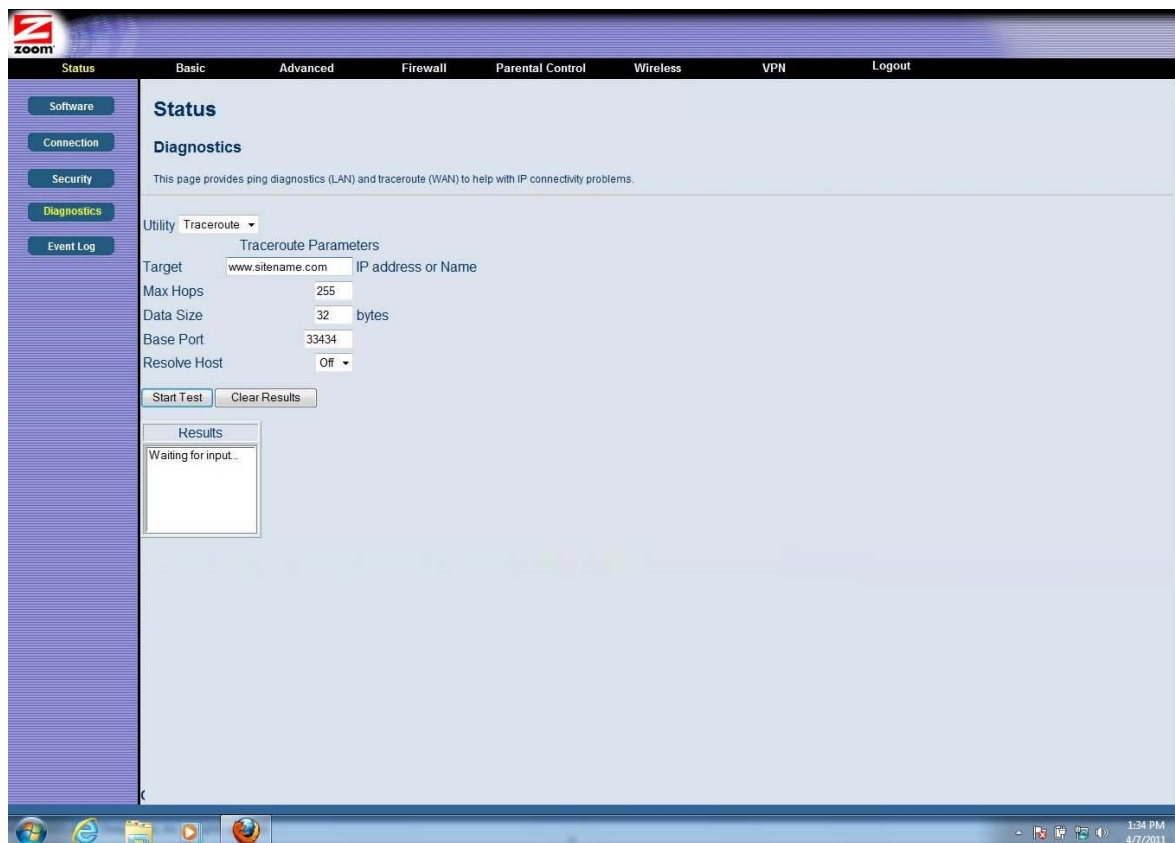 zoom
Status Basic Advanced Firewall Parental Control Wireless VPN Logout
Software
Connection
Security
Diagnostics
Event Log
Status
Diagnostics
This page provides ping diagnostics (LAN) and traceroute (WAN) to help with IP connectivity problems.
Utility Traceroute
Traceroute Parameters
Target www.sitename.com IP address or Name
Max Hops 255
Data Size 32 bytes
Base Port 33434
Resolve Host Off
Start Test Clear Results
Results
Waiting for input...
1:34 PM
4/7/2011